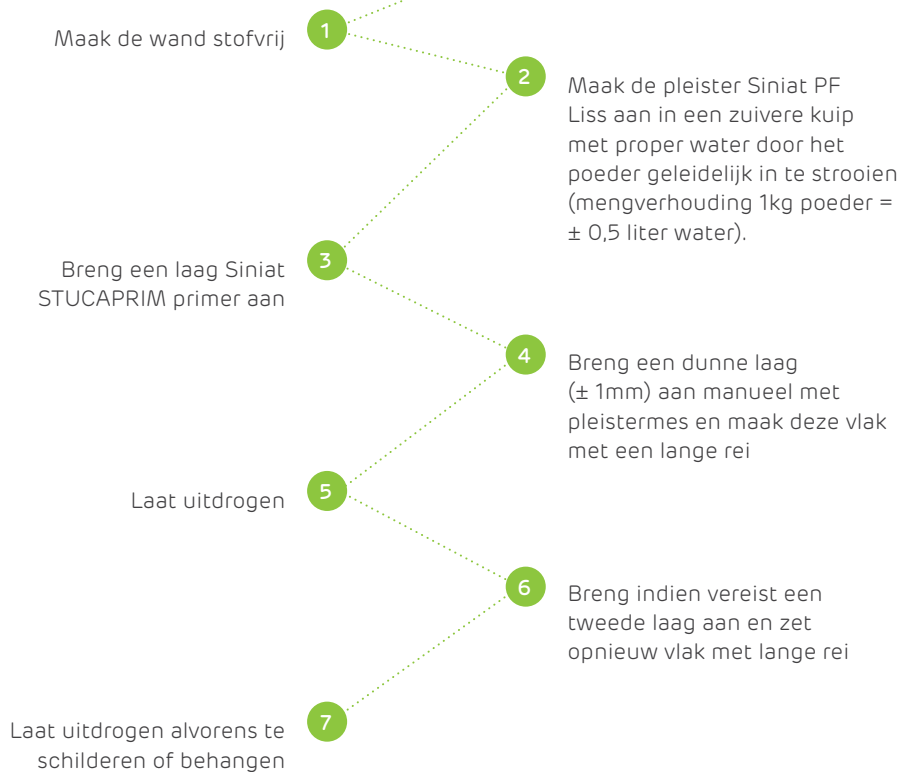 1
Maak de wand stofvrij
2
Maak de pleister Siniat PF
Liss aan in een zuivere kuip
met proper water door het
poeder geleidelijk in te strooien
(mengverhouding 1kg poeder =
± 0,5 liter water).
3
Breng een laag Siniat
STUCAPRIM primer aan
4
Breng een dunne laag
(± 1mm) aan manueel met
pleistermes en maak deze vlak
met een lange rei
5
Laat uitdrogen
6
Breng indien vereist een
tweede laag aan en zet
opnieuw vlak met lange rei
7
Laat uitdrogen alvorens te
schilderen of behangen